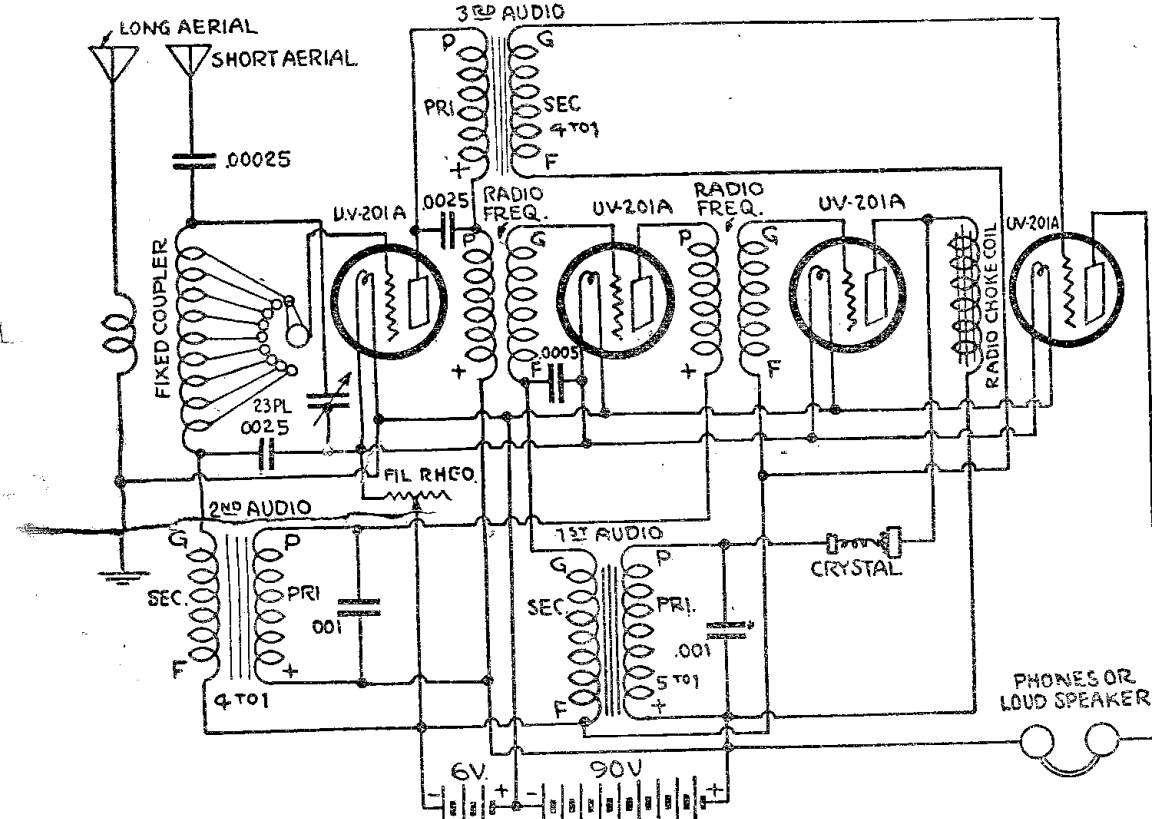 3RD AUDIO
LONG AERIAL
SHORT AERIAL
P
G
PRI
SEC
4 TO 1
.00025
+
F
U.V-201A
.0025
RADIO
FREQ.
UV-201A
RADIO
FREQ.
UV-201A
UV-201A
P
G
P
G
FIXED COUPLER
RADIO CHOKE COIL
+
F
.0005
+
F
23 PL
.0025
FIL RHEO.
2ND AUDIO
1ST AUDIO
G
P
G
P
CRYSTAL
SEC.
PRI
SEC.
PRI.
.001
.001
F
+
5 TO 1
4 TO 1
F
+
PHONES OR
LOUD SPEAKER
6V.
90V
-
+
-
+